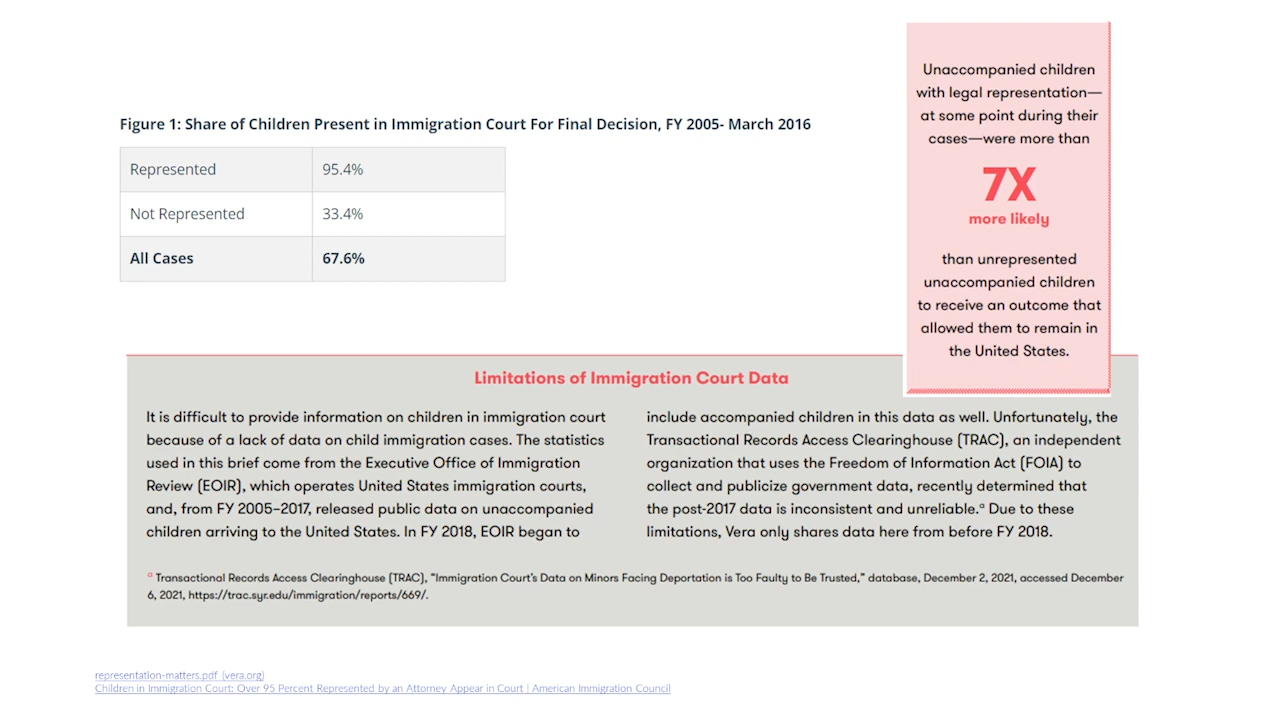 Unaccompanied children
with legal representation—
at some point during their
cases—were more than
7X
more likely
than unrepresented
unaccompanied children
to receive an outcome that
allowed them to remain in
the United States.
Figure 1: Share of Children Present in Immigration Court For Final Decision, FY 2005- March 2016
Represented 95.4%
Not Represented 33.4%
All Cases 67.6%
Limitations of Immigration Court Data
It is difficult to provide information on children in immigration court
because of a lack of data on child immigration cases. The statistics
used in this brief come from the Executive Office of Immigration
Review (EOIR), which operates United States immigration courts,
and, from FY 2005–2017, released public data on unaccompanied
children arriving to the United States. In FY 2018, EOIR began to
include accompanied children in this data as well. Unfortunately, the
Transactional Records Access Clearinghouse (TRAC), an independent
organization that uses the Freedom of Information Act (FOIA) to
collect and publicize government data, recently determined that
the post-2017 data is inconsistent and unreliable.ª Due to these
limitations, Vera only shares data here from before FY 2018.
ª Transactional Records Access Clearinghouse (TRAC), “Immigration Court’s Data on Minors Facing Deportation is Too Faulty to Be Trusted,” database, December 2, 2021, accessed December
6, 2021, https://trac.syr.edu/immigration/reports/669/.
representation-matters.pdf (vera.org)
Children in Immigration Court: Over 95 Percent Represented by an Attorney Appear in Court | American Immigration Council